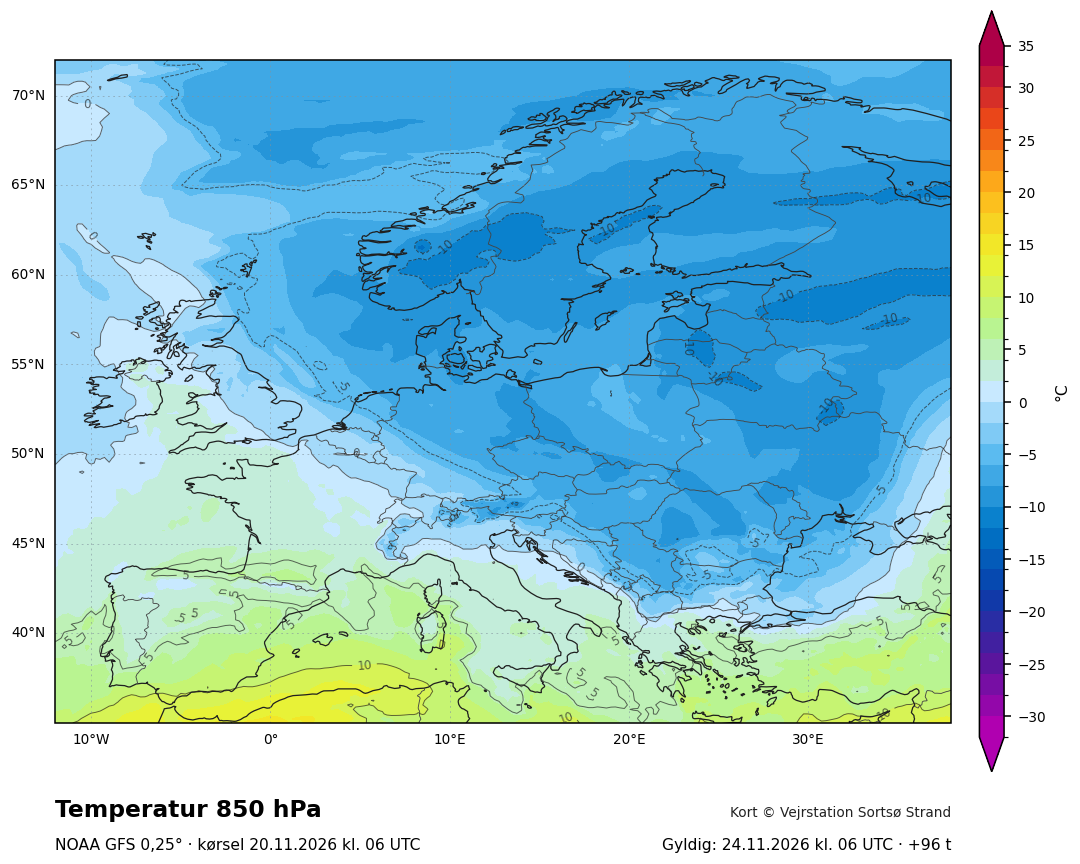 35
30
25
20
15
10
5
0
−5
−10
−15
−20
−25
−30
°C
70°N
65°N
60°N
55°N
50°N
45°N
40°N
10°W 0° 10°E 20°E 30°E
Temperatur 850 hPa
Kort © Vejrstation Sortsø Strand
NOAA GFS 0,25° · kørsel 20.11.2026 kl. 06 UTC
Gyldig: 24.11.2026 kl. 06 UTC · +96 t